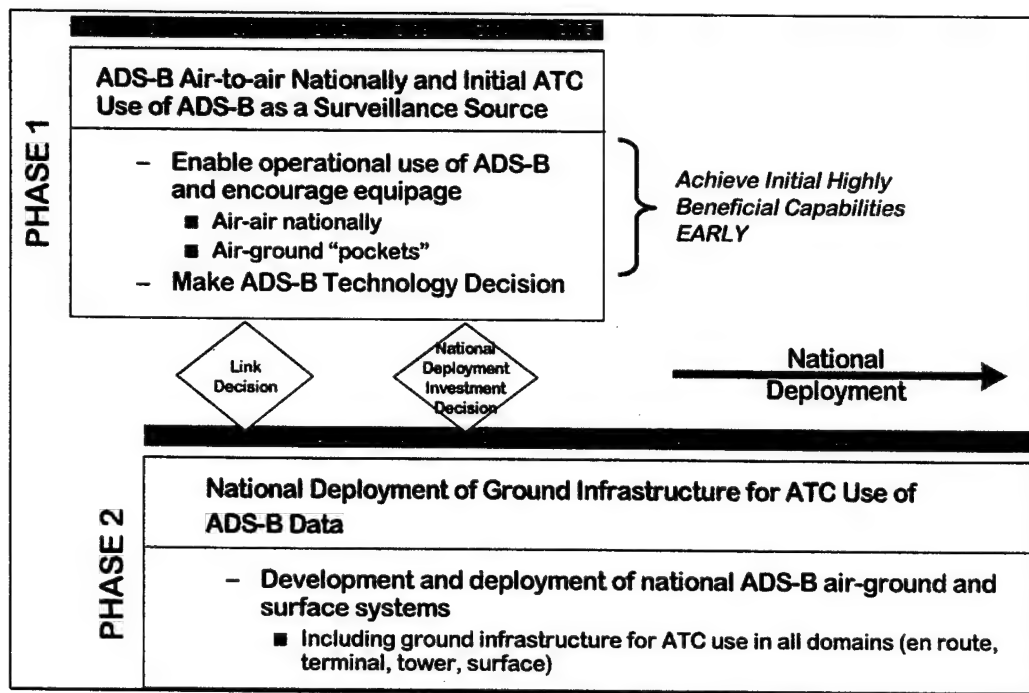 PHASE 1
ADS-B Air-to-air Nationally and Initial ATC
Use of ADS-B as a Surveillance Source
– Enable operational use of ADS-B
and encourage equipage
■ Air-air nationally
■ Air-ground “pockets”
– Make ADS-B Technology Decision
Achieve Initial Highly
Beneficial Capabilities
EARLY
Link
Decision
National
Deployment
Investment
Decision
National
Deployment
PHASE 2
National Deployment of Ground Infrastructure for ATC Use of
ADS-B Data
– Development and deployment of national ADS-B air-ground and
surface systems
■ Including ground infrastructure for ATC use in all domains (en route,
terminal, tower, surface)